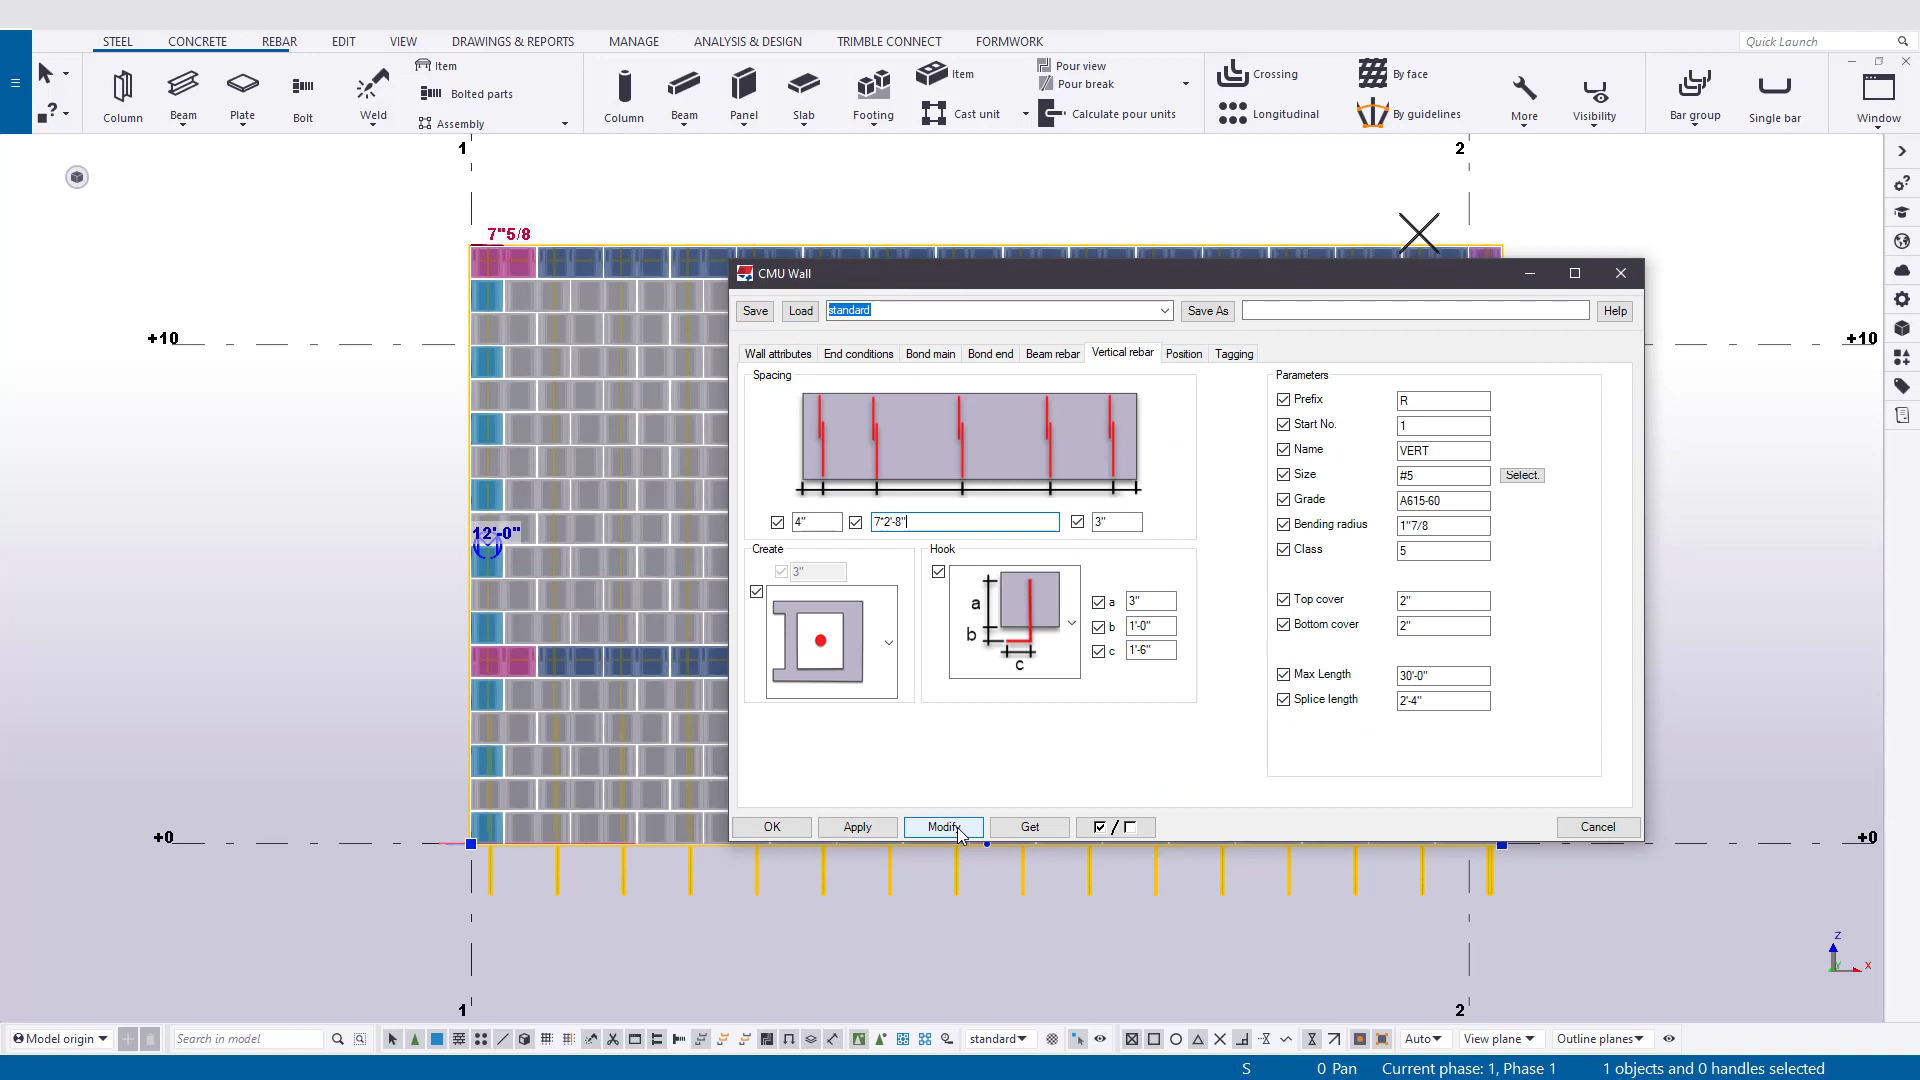 STEEL CONCRETE REBAR EDIT VIEW DRAWINGS & REPORTS MANAGE ANALYSIS & DESIGN TRIMBLE CONNECT FORMWORK Quick Launch
Item Item Pour view Crossing By face
Bolted parts Pour break
Column Beam Plate Bolt Weld Assembly Column Beam Panel Slab Footing Cast unit Calculate pour units Longitudinal By guidelines More Visibility Bar group Single bar Window
1 2
7"5/8
CMU Wall
Save Load standard Save As Help
+10 +10
Wall attributes End conditions Bond main Bond end Beam rebar Vertical rebar Position Tagging
Spacing Parameters
Prefix R
Start No. 1
Name VERT
Size #5 Select.
Grade A615-60
4" 7*2'-8" 3" Bending radius 1"7/8
12'-0"
Create Hook Class 5
3"
a a 3" Top cover 2"
b b 1'-0" Bottom cover 2"
c c 1'-6"
Max Length 30'-0"
Splice length 2'-4"
OK Apply Modify Get / Cancel
+0 +0
Z
Y X
1 2
Model origin Search in model standard Auto View plane Outline planes
S 0 Pan Current phase: 1, Phase 1 1 objects and 0 handles selected